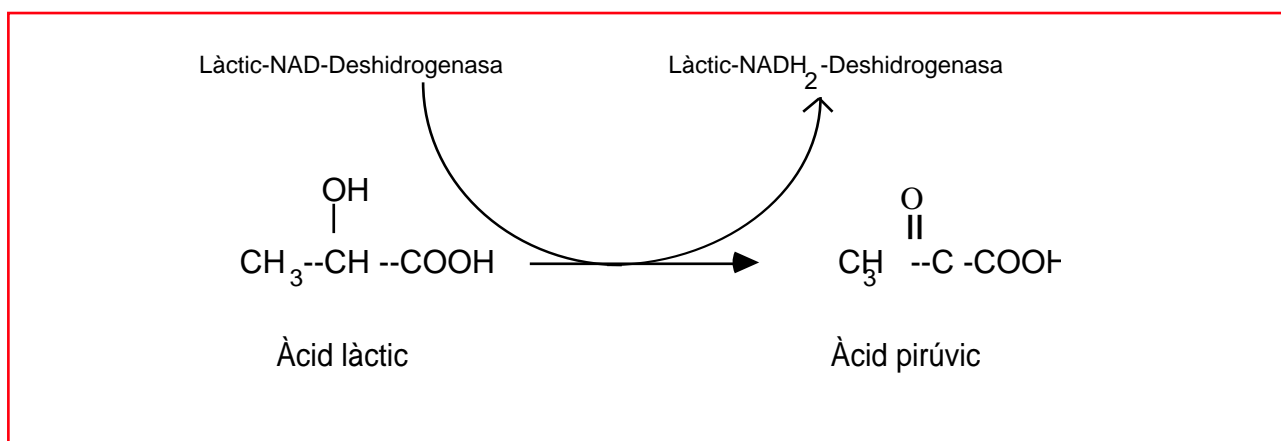 Làctic-NAD-Deshidrogenasa Làctic-NADH2-Deshidrogenasa
OH O
CH3--CH --COOH CH3 --C -COOH
Àcid làctic Àcid pirúvic